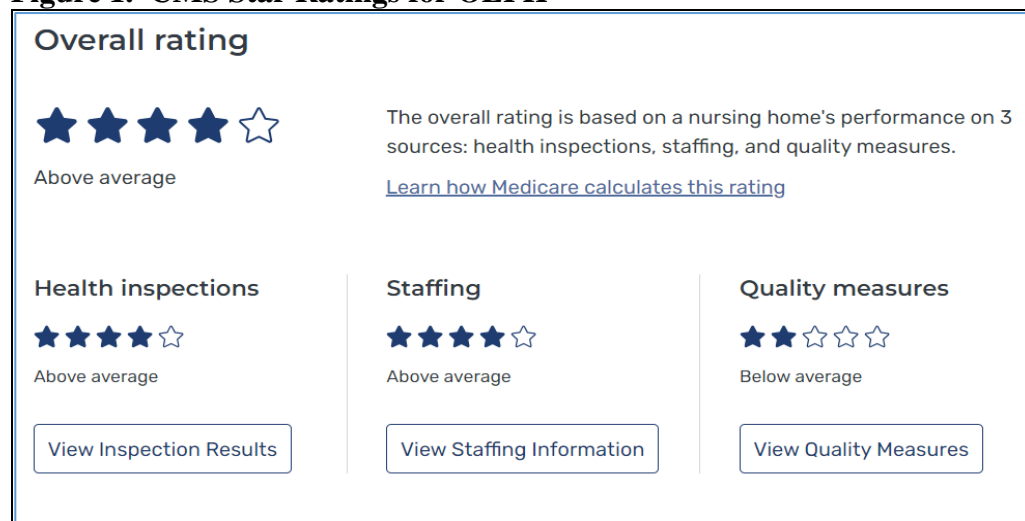 Overall rating
The overall rating is based on a nursing home's performance on 3
sources: health inspections, staffing, and quality measures.
Above average
Learn how Medicare calculates this rating
Health inspections
Staffing
Quality measures
Above average
Above average
Below average
View Inspection Results
View Staffing Information
View Quality Measures